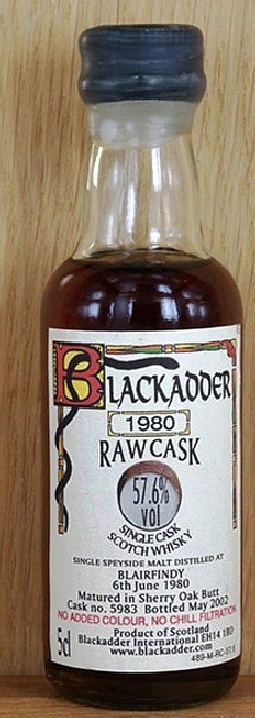 BLACKADDER
1980
RAW CASK
57.6%
vol
SINGLE CASK
SCOTCH WHISKY
SINGLE SPEYSIDE MALT DISTILLED AT
BLAIRFINDY
6th June 1980
Matured in Sherry Oak Butt
Cask no. 5983 Bottled May 2002
NO ADDED COLOUR, NO CHILL FILTRATION
Product of Scotland
5cl
Blackadder International EH14
www.blackadder.com